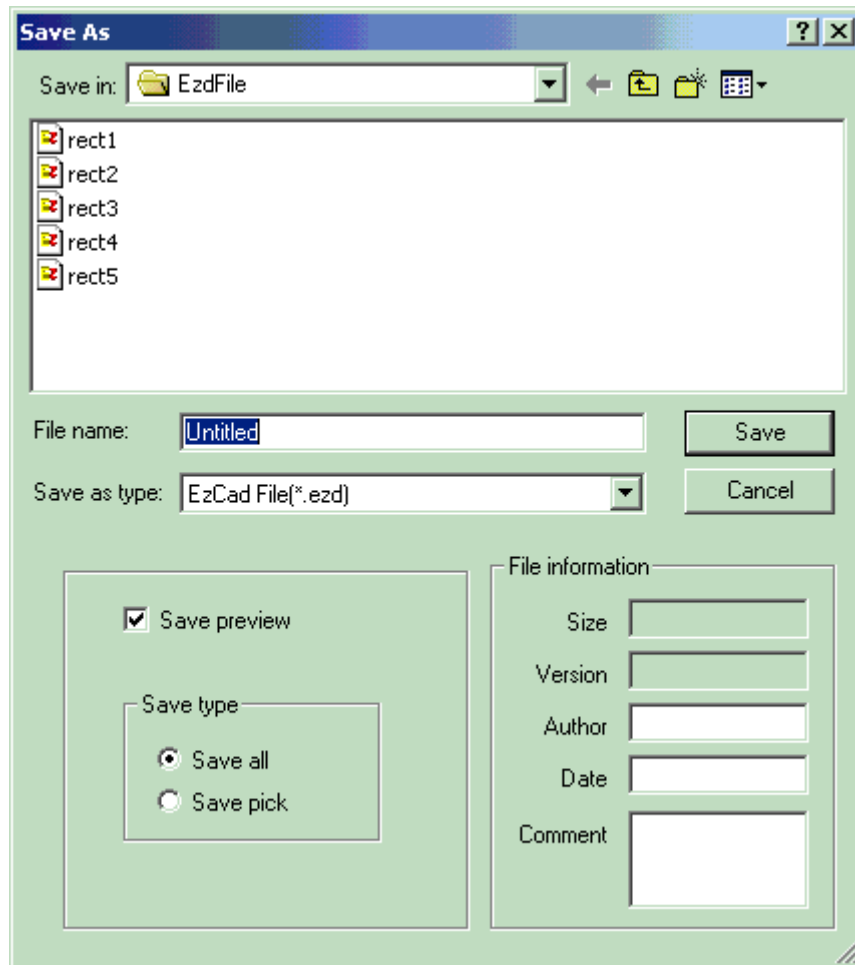 Save As
Save in: EzdFile
rect1
rect2
rect3
rect4
rect5
File name: Untitled Save
Save as type: EzCad File(*.ezd) Cancel
File information
Save preview
Size
Version
Save type
Author
Save all
Date
Save pick
Comment